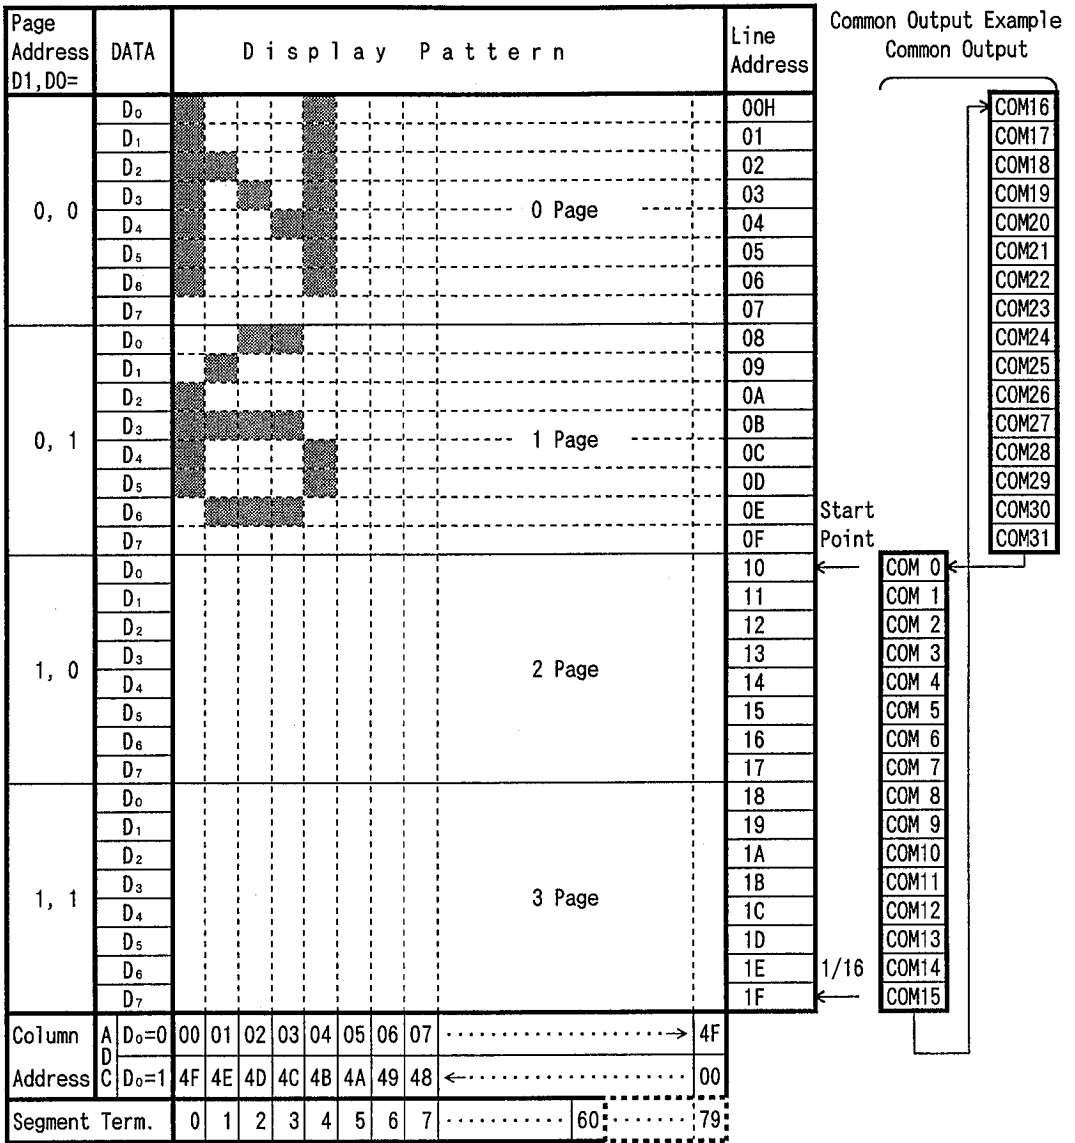 Page Address D1,D0= DATA Display Pattern Line Address Common Output Example
Common Output
D0 00H COM16
D1 01 COM17
D2 02 COM18
D3 03 COM19
0, 0 D4 0 Page 04 COM20
D5 05 COM21
D6 06 COM22
D7 07 COM23
D0 08 COM24
D1 09 COM25
D2 0A COM26
D3 0B COM27
0, 1 D4 1 Page 0C COM28
D5 0D COM29
D6 0E Start COM30
D7 0F Point COM31
D0 10 COM 0
D1 11 COM 1
D2 12 COM 2
D3 13 COM 3
1, 0 D4 2 Page 14 COM 4
D5 15 COM 5
D6 16 COM 6
D7 17 COM 7
D0 18 COM 8
D1 19 COM 9
D2 1A COM10
D3 1B COM11
1, 1 D4 3 Page 1C COM12
D5 1D COM13
D6 1E 1/16 COM14
D7 1F COM15
Column Address ADC D0=0 00 01 02 03 04 05 06 07 4F
D0=1 4F 4E 4D 4C 4B 4A 49 48 00
Segment Term. 0 1 2 3 4 5 6 7 60 79